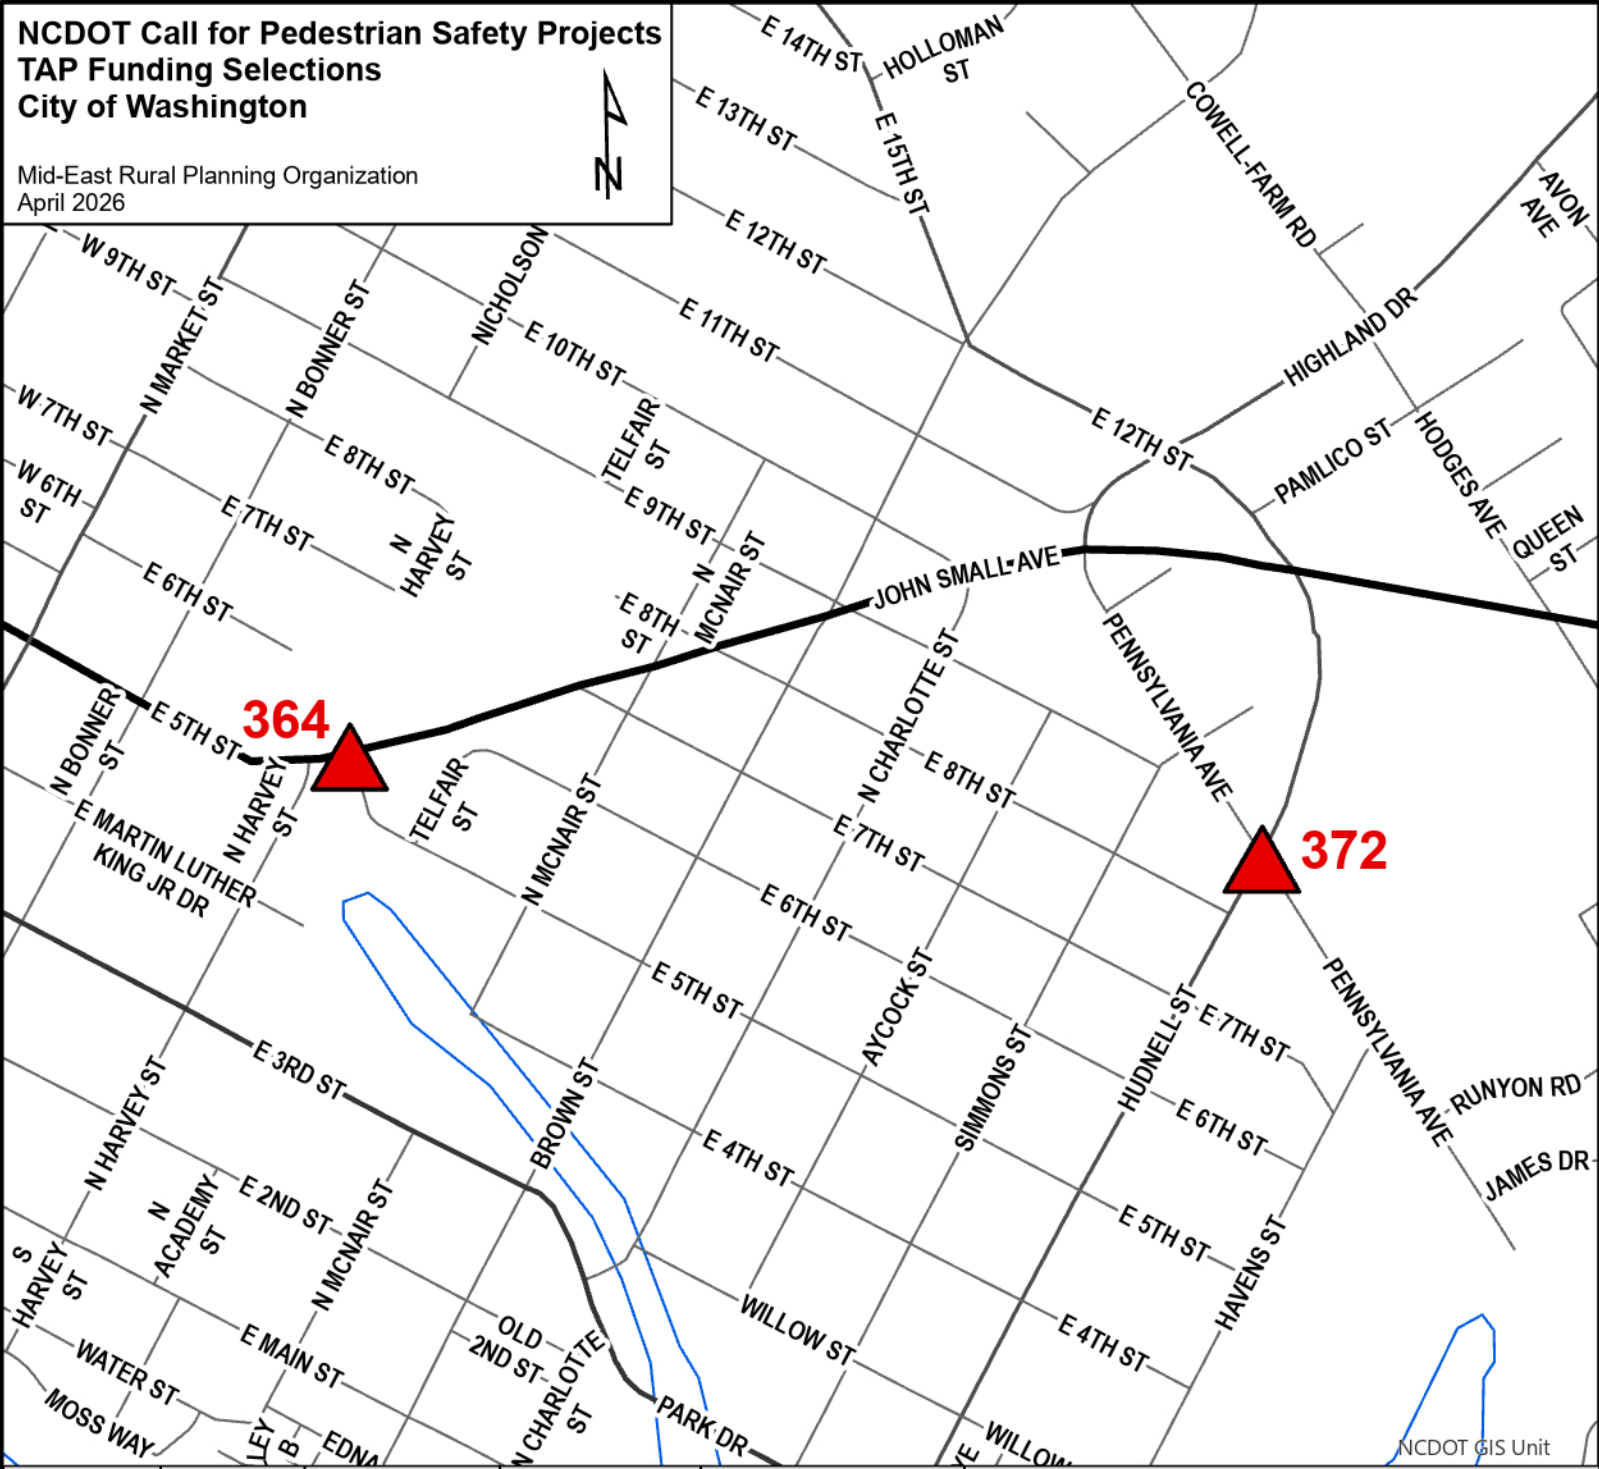 NCDOT Call for Pedestrian Safety Projects
TAP Funding Selections
City of Washington
Mid-East Rural Planning Organization
April 2026
N
E 14TH ST
HOLLOMAN
ST
E 13TH ST
E 15TH ST
COWELL-FARM RD
AVON
AVE
E 12TH ST
W 9TH ST
N MARKET ST
N BONNER ST
NICHOLSON
E 11TH ST
E 10TH ST
HIGHLAND DR
W 7TH ST
E 8TH ST
TELFAIR
ST
E 12TH ST
PAMLICO ST
HODGES AVE
W 6TH
ST
E 7TH ST
N
HARVEY
ST
E 9TH ST
QUEEN
ST
E 6TH ST
N
MCNAIR ST
JOHN SMALL AVE
E 8TH
ST
PENNSYLVANIA AVE
N CHARLOTTE ST
N BONNER
ST
E 5TH ST
364
N HARVEY
ST
TELFAIR
ST
N MCNAIR ST
E 8TH ST
E MARTIN LUTHER
KING JR DR
E 7TH ST
372
E 6TH ST
E 5TH ST
AYCOCK ST
PENNSYLVANIA AVE
HUDNELL ST
E 7TH ST
SIMMONS ST
E 3RD ST
N HARVEY ST
BROWN ST
E 6TH ST
RUNYON RD
E 4TH ST
JAMES DR
N
ACADEMY
ST
E 2ND ST
N MCNAIR ST
E 5TH ST
HAVENS ST
S
HARVEY
ST
WATER ST
E MAIN ST
OLD
2ND ST
WILLOW ST
E 4TH ST
MOSS WAY
N CHARLOTTE
ST
PARK DR
LEY
B
EDNA
VE
WILLOW
NCDOT GIS Unit